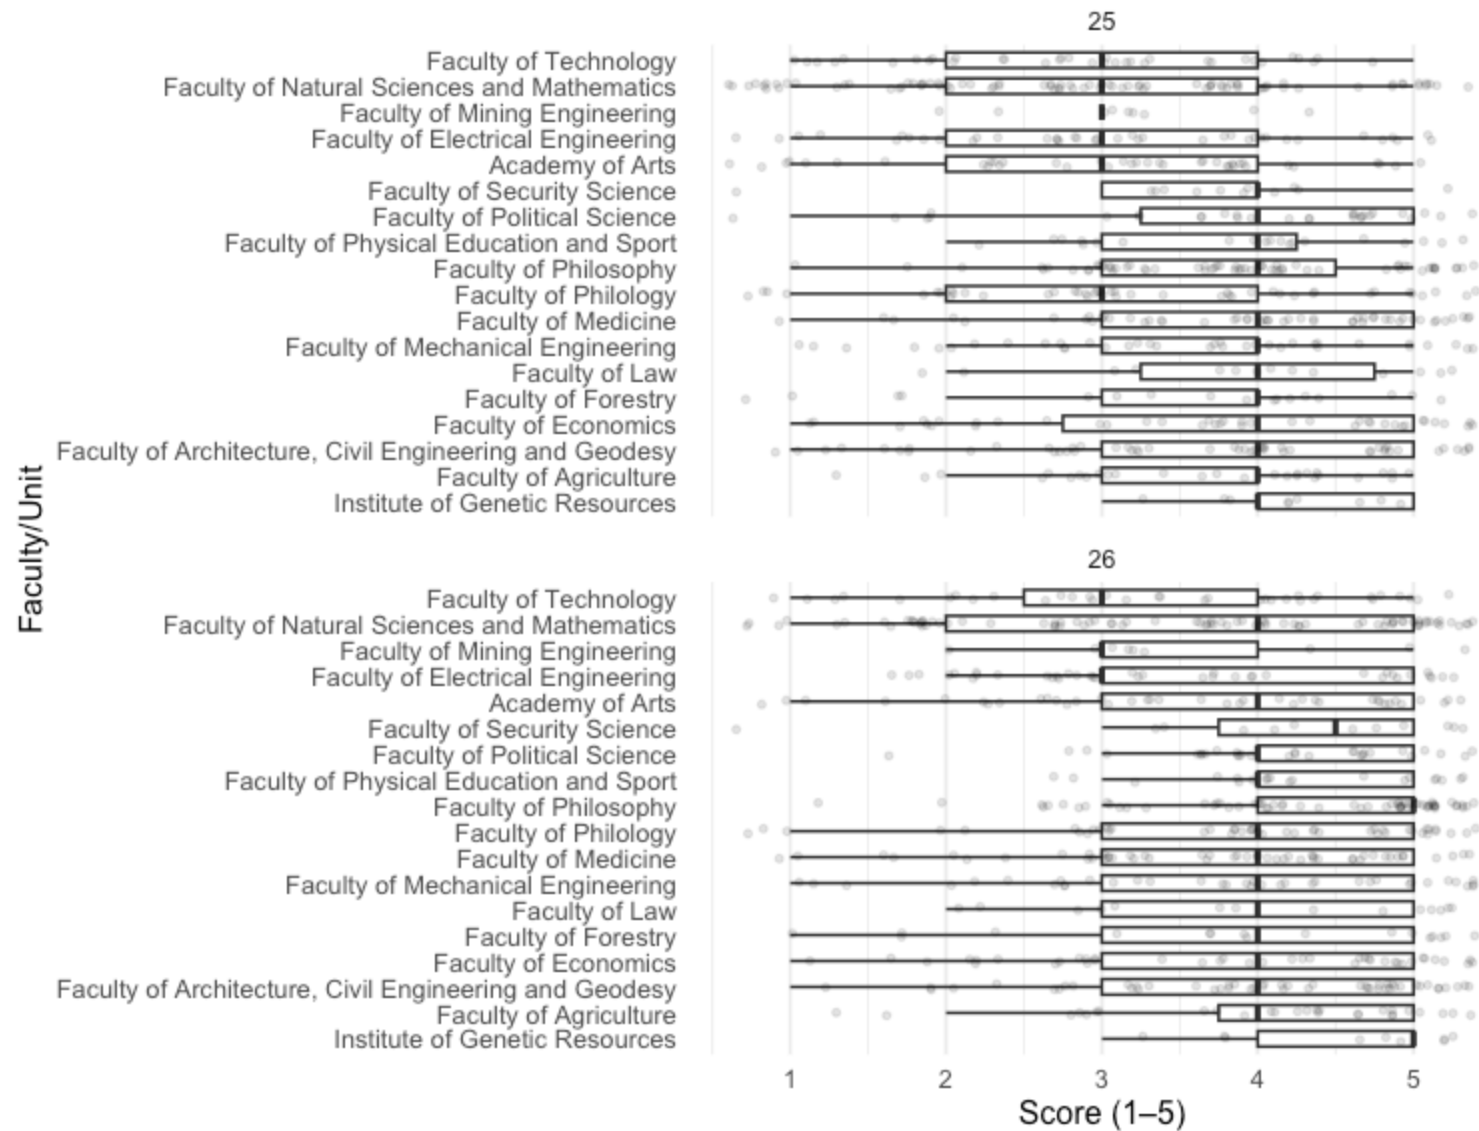 25
Faculty of Technology
Faculty of Natural Sciences and Mathematics
Faculty of Mining Engineering
Faculty of Electrical Engineering
Academy of Arts
Faculty of Security Science
Faculty of Political Science
Faculty of Physical Education and Sport
Faculty of Philosophy
Faculty of Philology
Faculty of Medicine
Faculty of Mechanical Engineering
Faculty of Law
Faculty of Forestry
Faculty of Economics
Faculty of Architecture, Civil Engineering and Geodesy
Faculty of Agriculture
Institute of Genetic Resources
Faculty/Unit
26
Faculty of Technology
Faculty of Natural Sciences and Mathematics
Faculty of Mining Engineering
Faculty of Electrical Engineering
Academy of Arts
Faculty of Security Science
Faculty of Political Science
Faculty of Physical Education and Sport
Faculty of Philosophy
Faculty of Philology
Faculty of Medicine
Faculty of Mechanical Engineering
Faculty of Law
Faculty of Forestry
Faculty of Economics
Faculty of Architecture, Civil Engineering and Geodesy
Faculty of Agriculture
Institute of Genetic Resources
1 2 3 4 5
Score (1–5)